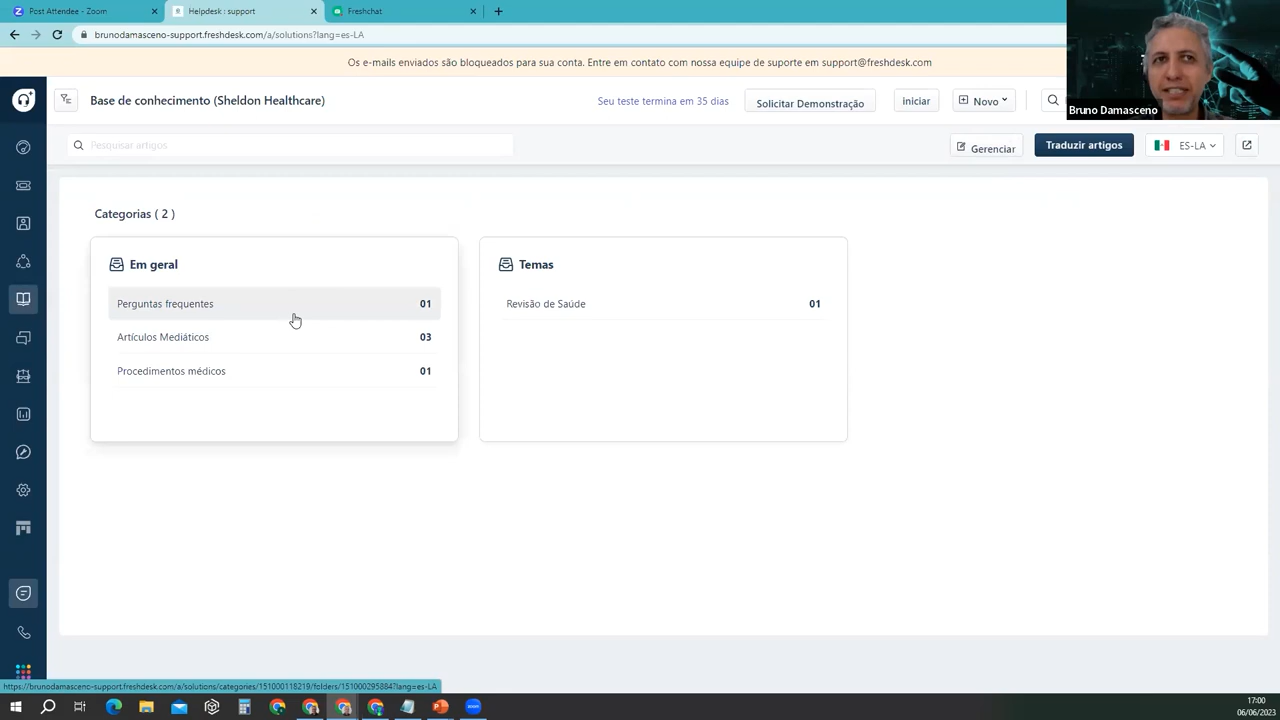 Post Attendee - Zoom
Helpdesk : support
Freshchat
brunodamasceno-support.freshdesk.com/a/solutions?lang=es-LA
Os e-mails enviados são bloqueados para sua conta. Entre em contato com nossa equipe de suporte em support@freshdesk.com
Base de conhecimento (Sheldon Healthcare)
Seu teste termina em 35 dias
Solicitar Demonstração
iniciar
Novo
Bruno Damasceno
Pesquisar artigos
Gerenciar
Traduzir artigos
ES-LA
Categorias ( 2 )
Em geral
Perguntas frequentes 01
Artículos Mediáticos 03
Procedimentos médicos 01
Temas
Revisão de Saúde 01
https://brunodamasceno-support.freshdesk.com/a/solutions/categories/151000118219/folders/151000295884?lang=es-LA
17:00
06/06/2023